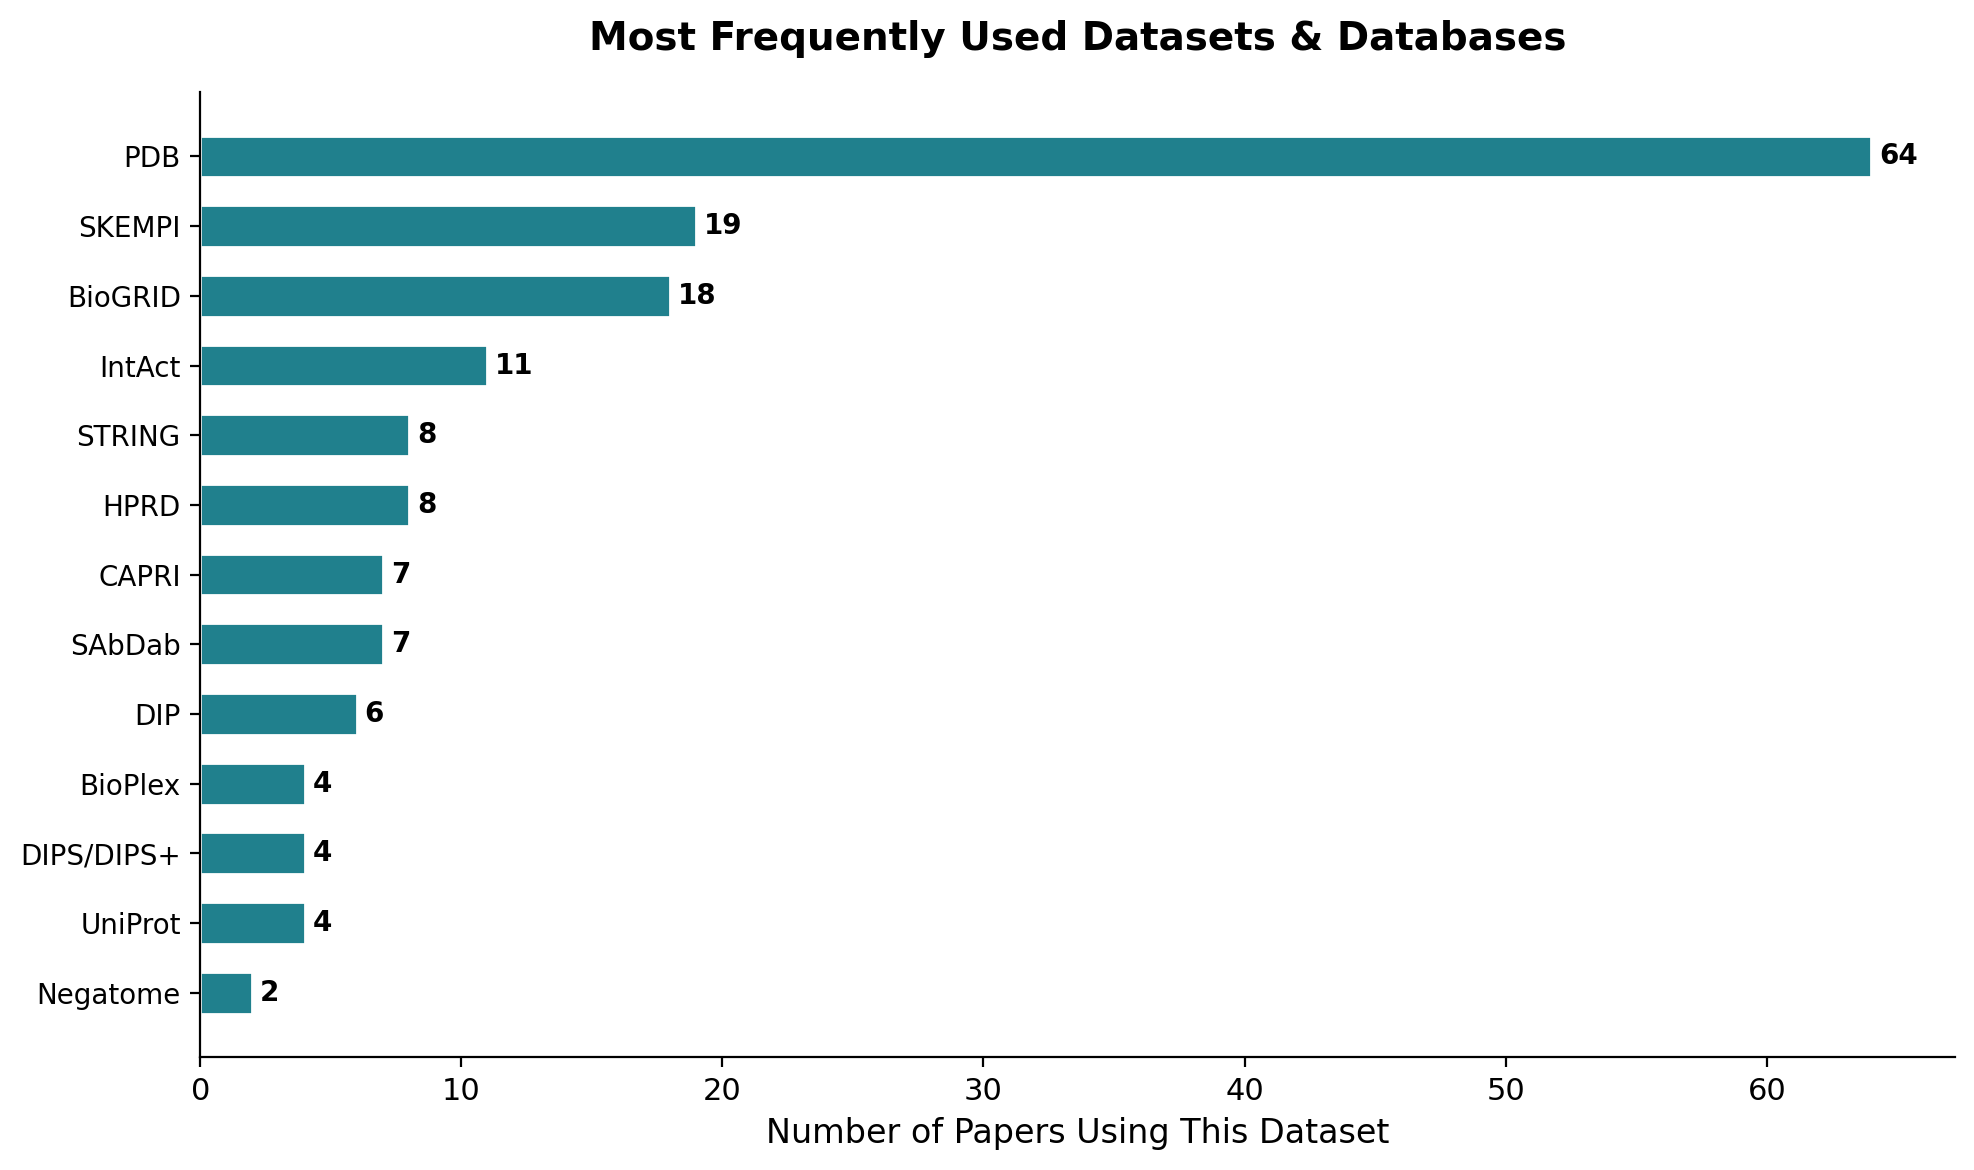 Most Frequently Used Datasets & Databases
PDB 64
SKEMPI 19
BioGRID 18
IntAct 11
STRING 8
HPRD 8
CAPRI 7
SAbDab 7
DIP 6
BioPlex 4
DIPS/DIPS+ 4
UniProt 4
Negatome 2
0 10 20 30 40 50 60
Number of Papers Using This Dataset